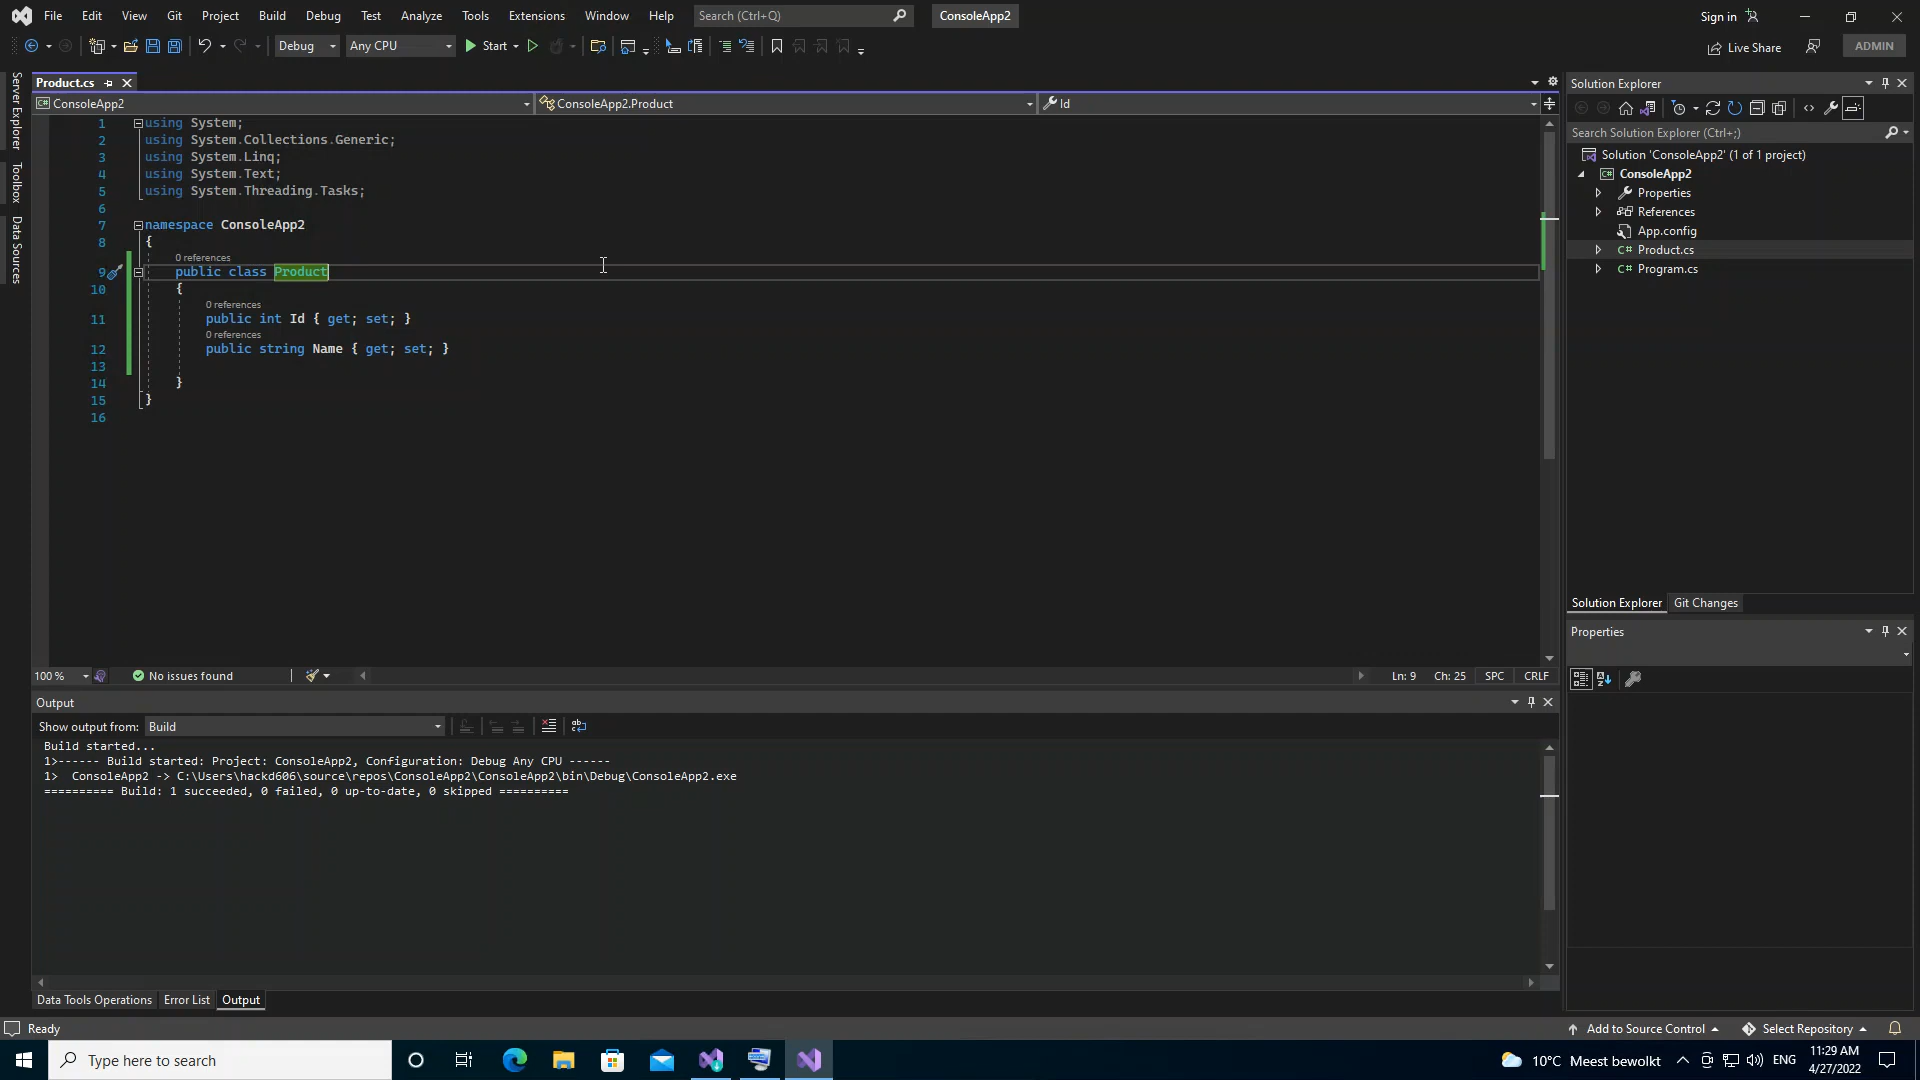 File Edit View Git Project Build Debug Test Analyze Tools Extensions Window Help Search (Ctrl+Q) ConsoleApp2 Sign in
Debug Any CPU Start Live Share ADMIN
Server Explorer
Toolbox
Data Sources
Product.cs
ConsoleApp2 ConsoleApp2.Product Id
1 using System;
2 using System.Collections.Generic;
3 using System.Linq;
4 using System.Text;
5 using System.Threading.Tasks;
6
7 namespace ConsoleApp2
8 {
0 references
9 public class Product
10 {
0 references
11 public int Id { get; set; }
0 references
12 public string Name { get; set; }
13
14 }
15 }
16
100 % No issues found Ln: 9 Ch: 25 SPC CRLF
Output
Show output from: Build
Build started...
1>------ Build started: Project: ConsoleApp2, Configuration: Debug Any CPU ------
1>  ConsoleApp2 -> C:\Users\hackd606\source\repos\ConsoleApp2\ConsoleApp2\bin\Debug\ConsoleApp2.exe
========== Build: 1 succeeded, 0 failed, 0 up-to-date, 0 skipped ==========
Data Tools Operations Error List Output
Solution Explorer
Search Solution Explorer (Ctrl+;)
Solution 'ConsoleApp2' (1 of 1 project)
C# ConsoleApp2
Properties
References
App.config
C# Product.cs
C# Program.cs
Solution Explorer Git Changes
Properties
Ready Add to Source Control Select Repository
Type here to search 10°C Meest bewolkt ENG 11:29 AM
4/27/2022